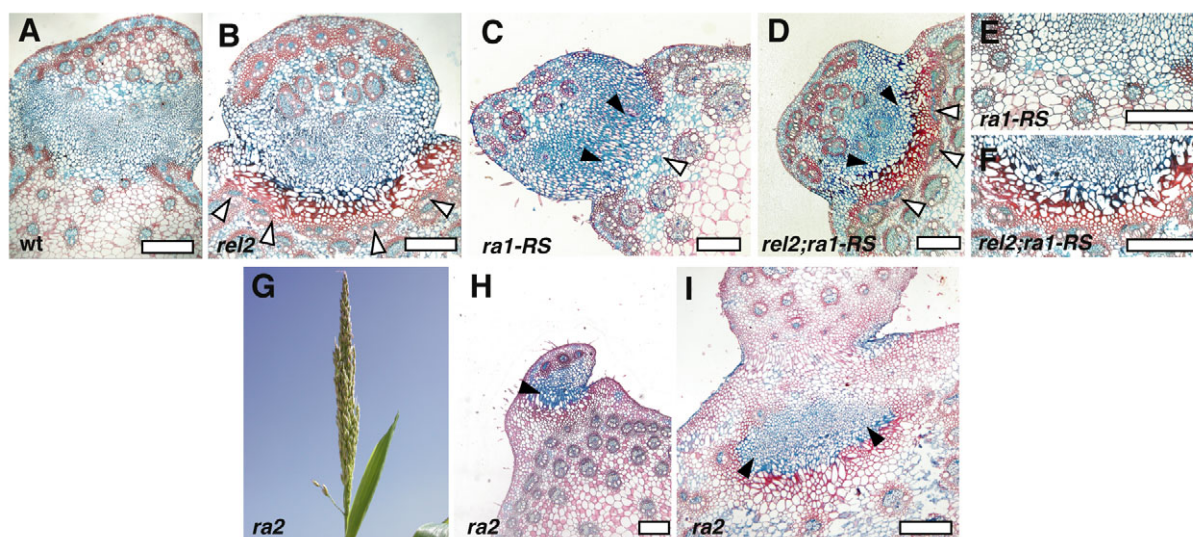 A
wt
B
rel2
C
ra1-RS
D
rel2;ra1-RS
E
ra1-RS
F
rel2;ra1-RS
G
ra2
H
ra2
I
ra2